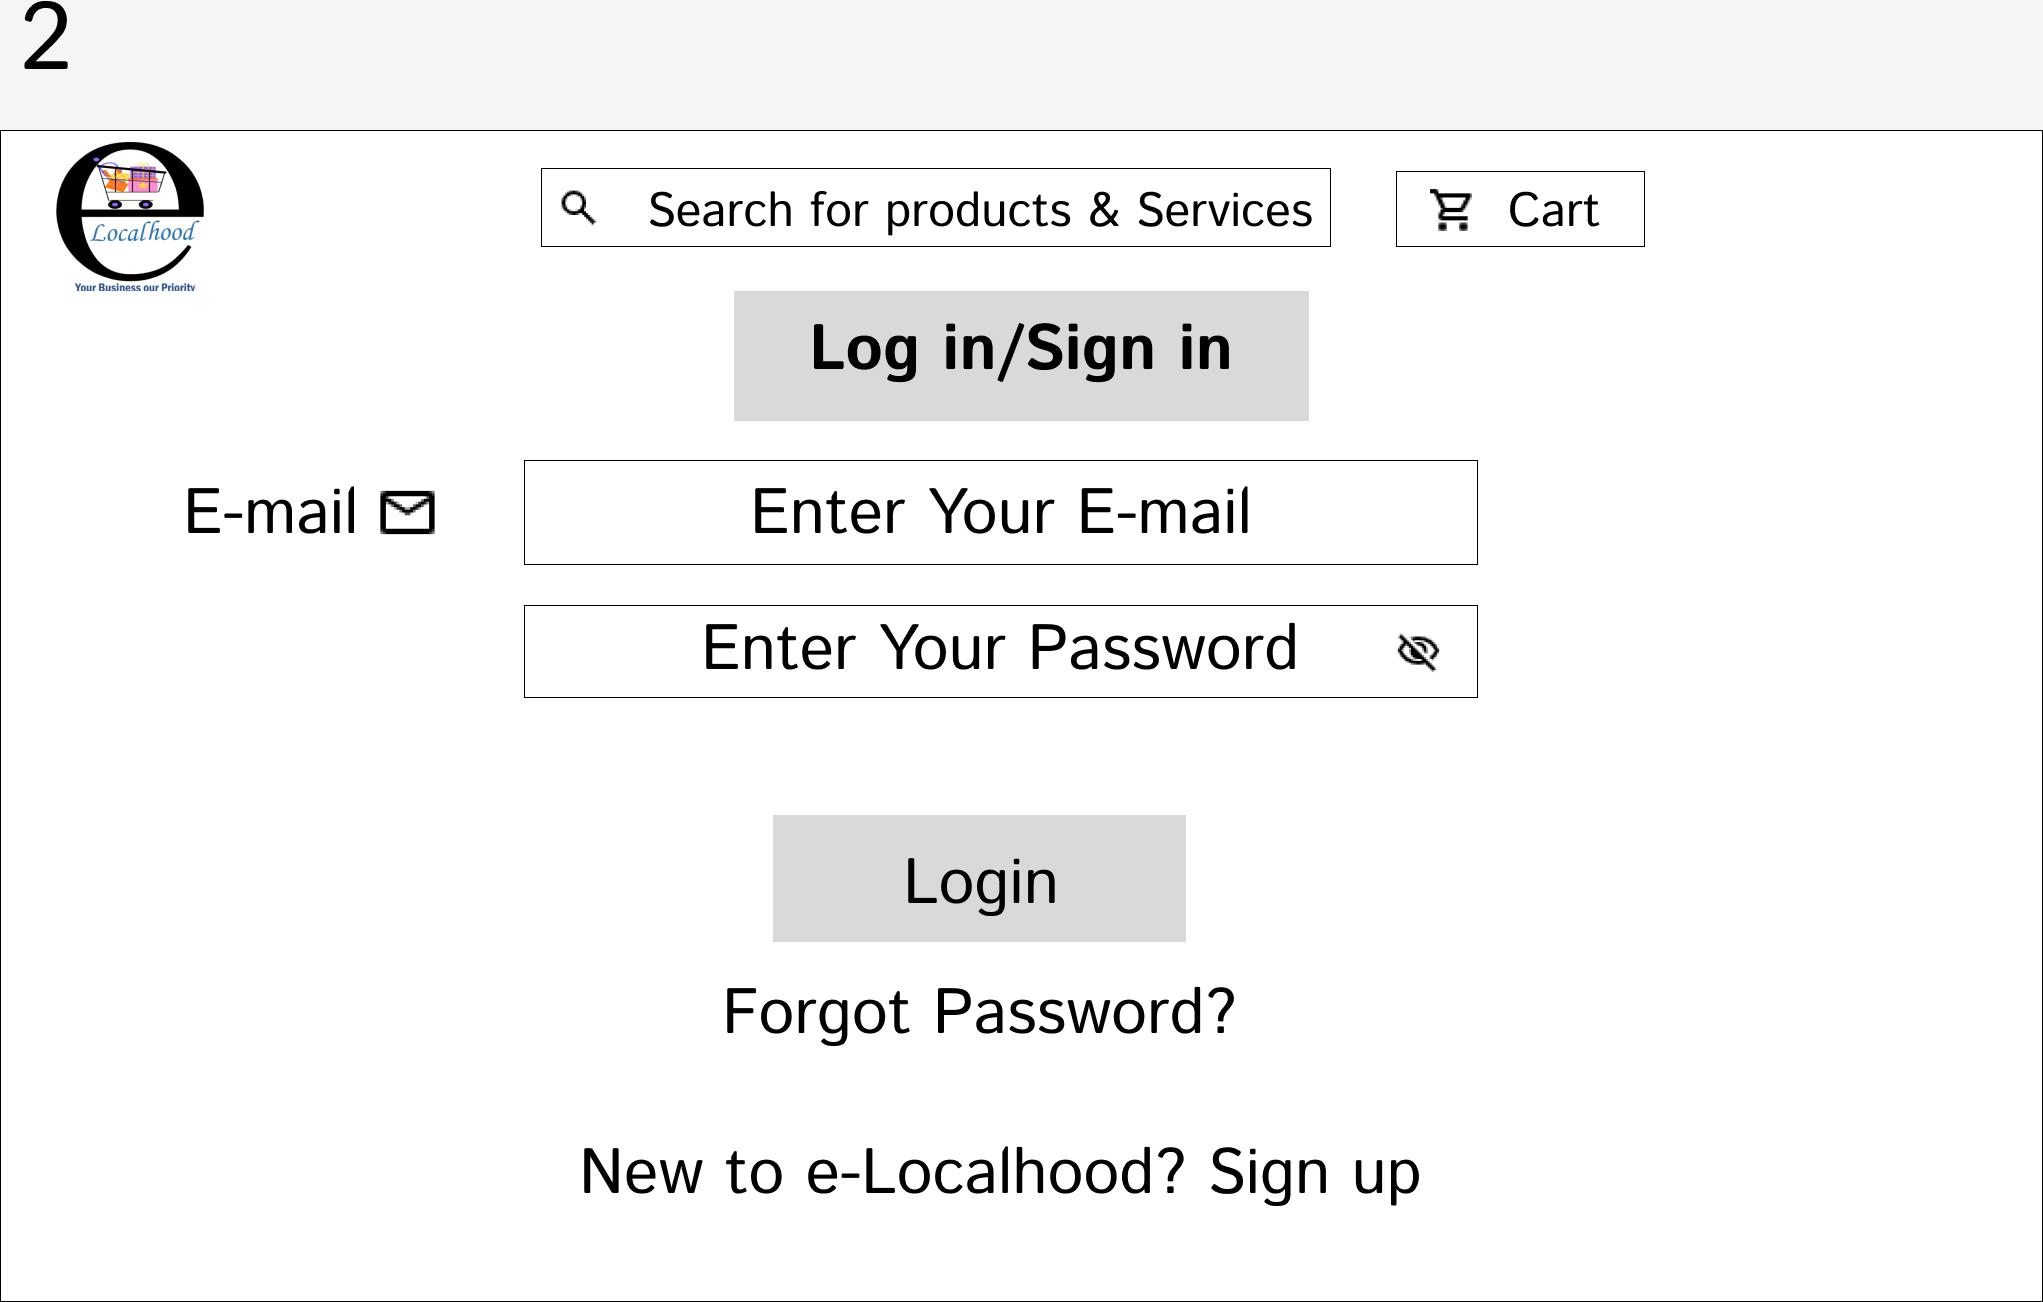 2
Localhood
Your Business our Priority
Search for products & Services
Cart
Log in/Sign in
E-mail
Enter Your E-mail
Enter Your Password
Login
Forgot Password?
New to e-Localhood? Sign up